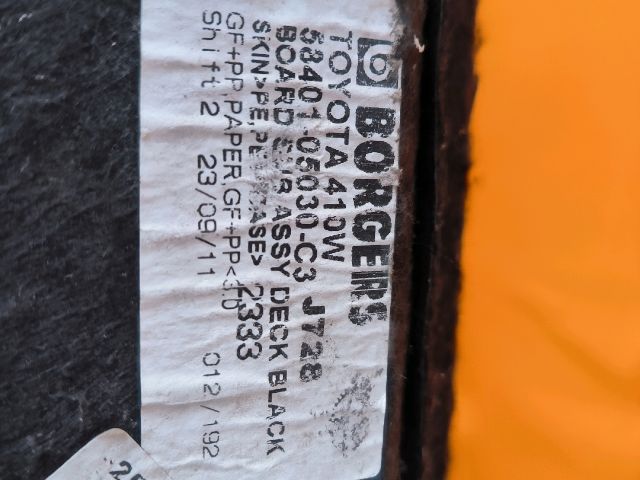 BORGERS
TOYOTA 410W
58401-05030-C3 J728
BOARD ASSY DECK BLACK
SKIN>PE,PE 2333
GF+PP,PAPER,GF+PP<
Shift 2 23/09/11 012/192